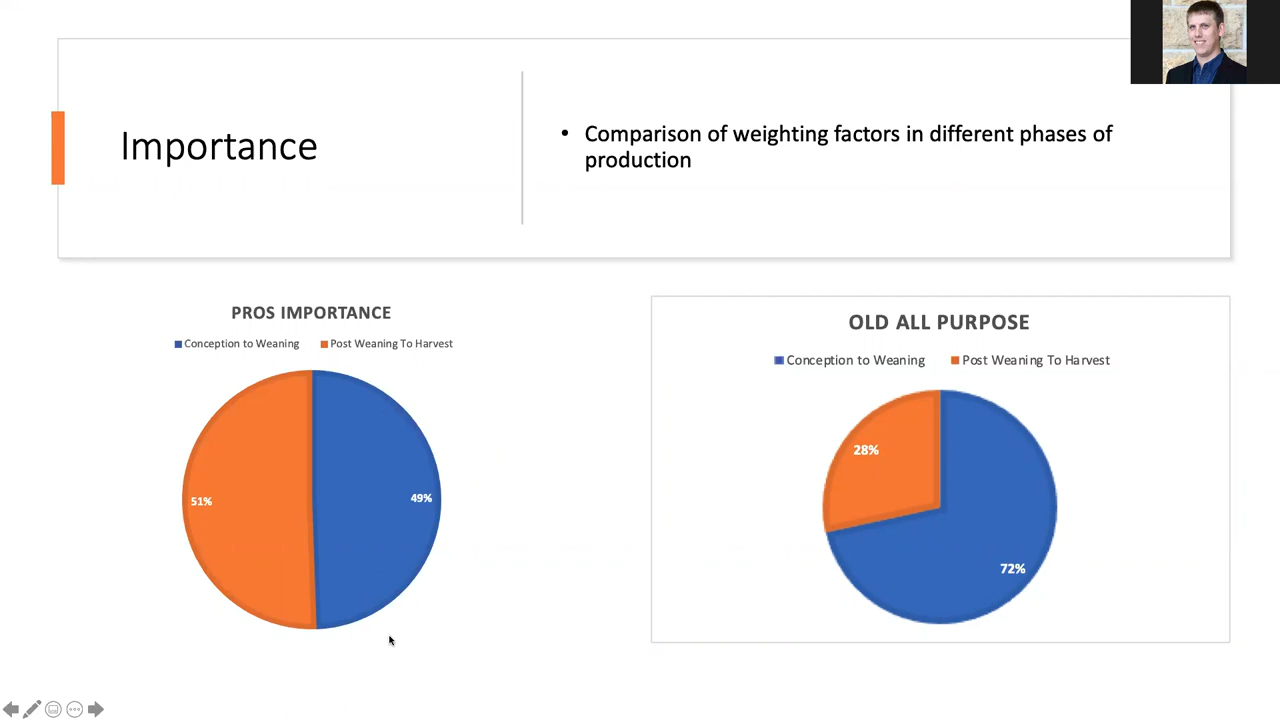 Importance
• Comparison of weighting factors in different phases of
production
PROS IMPORTANCE
Conception to Weaning Post Weaning To Harvest
51%
49%
OLD ALL PURPOSE
Conception to Weaning Post Weaning To Harvest
28%
72%